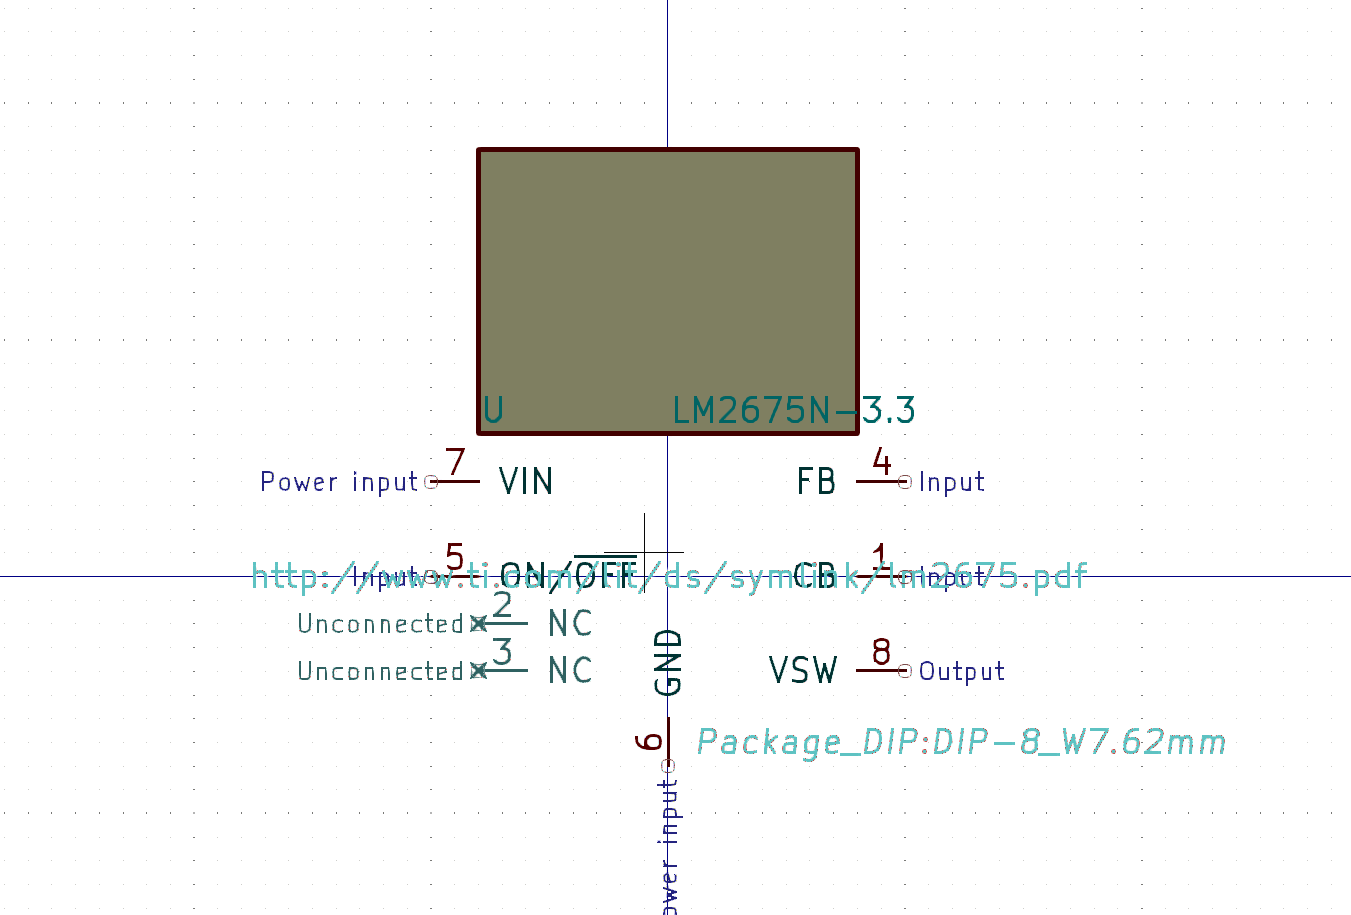 U LM2675N-3.3
7
4
Power input VIN FB Input
5
1
Input ON/OFF CB Input
http://www.ti.com/lit/ds/symlink/lm2675.pdf
2
Unconnected NC
3
Unconnected NC
GND
8
VSW Output
6
Package_DIP:DIP-8_W7.62mm
ower input